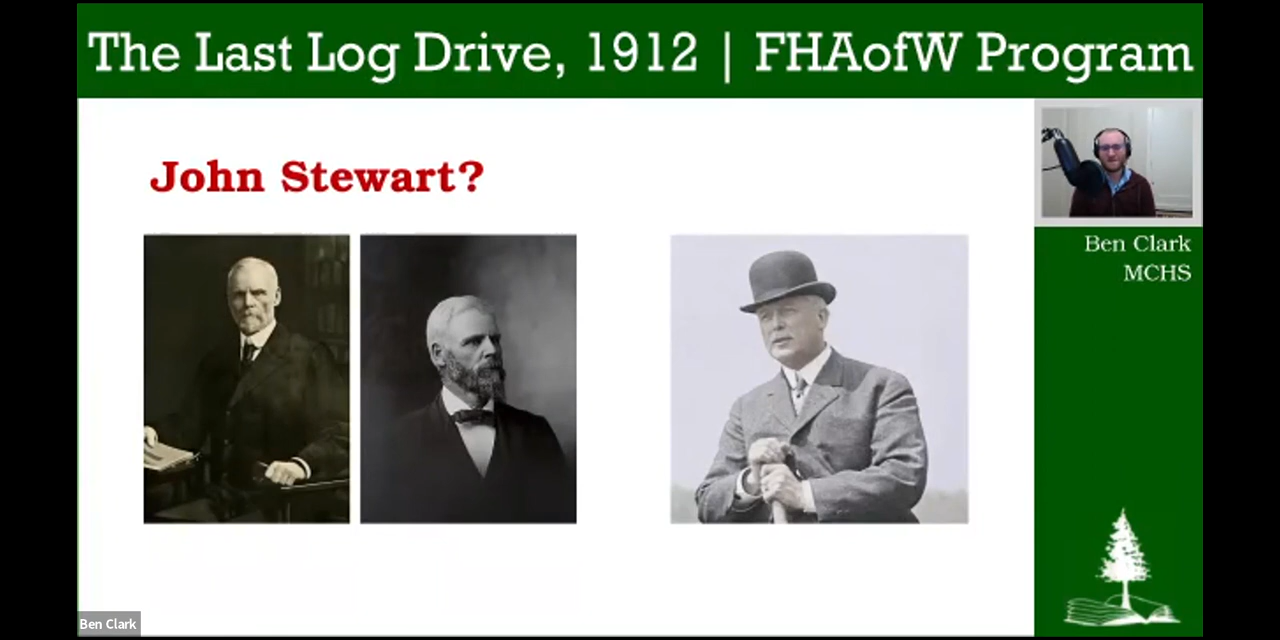 The Last Log Drive, 1912 | FHAofW Program
John Stewart?
Ben Clark
MCHS
Ben Clark